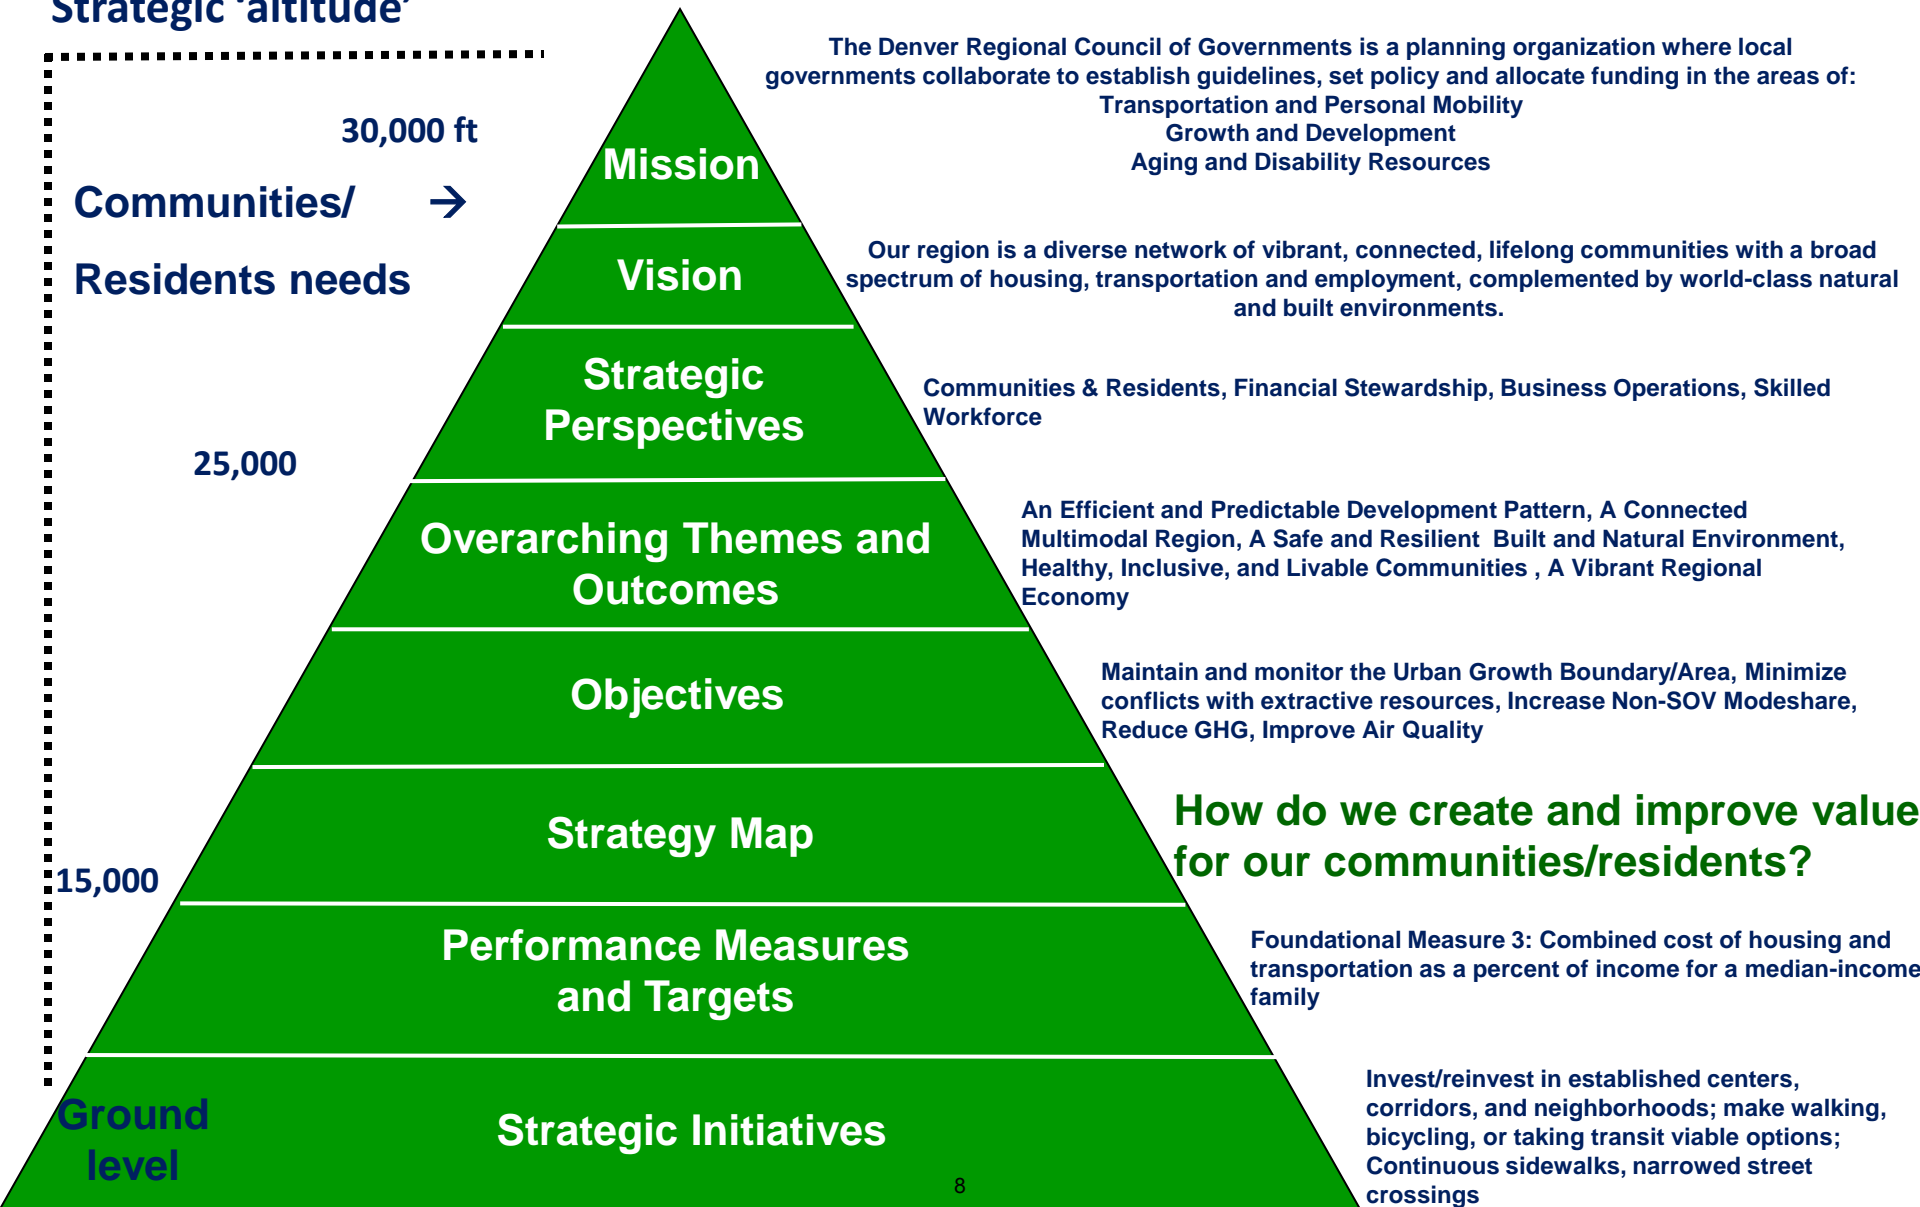 Strategic ‘altitude’
30,000 ft
Communities/ →
Residents needs
25,000
15,000
Ground
level
Mission
The Denver Regional Council of Governments is a planning organization where local
governments collaborate to establish guidelines, set policy and allocate funding in the areas of:
Transportation and Personal Mobility
Growth and Development
Aging and Disability Resources
Vision
Our region is a diverse network of vibrant, connected, lifelong communities with a broad
spectrum of housing, transportation and employment, complemented by world-class natural
and built environments.
Strategic
Perspectives
Communities & Residents, Financial Stewardship, Business Operations, Skilled
Workforce
Overarching Themes and
Outcomes
An Efficient and Predictable Development Pattern, A Connected
Multimodal Region, A Safe and Resilient  Built and Natural Environment,
Healthy, Inclusive, and Livable Communities , A Vibrant Regional
Economy
Objectives
Maintain and monitor the Urban Growth Boundary/Area, Minimize
conflicts with extractive resources, Increase Non-SOV Modeshare,
Reduce GHG, Improve Air Quality
Strategy Map
How do we create and improve value
for our communities/residents?
Performance Measures
and Targets
Foundational Measure 3: Combined cost of housing and
transportation as a percent of income for a median-income
family
Strategic Initiatives
Invest/reinvest in established centers,
corridors, and neighborhoods; make walking,
bicycling, or taking transit viable options;
Continuous sidewalks, narrowed street
crossings
8